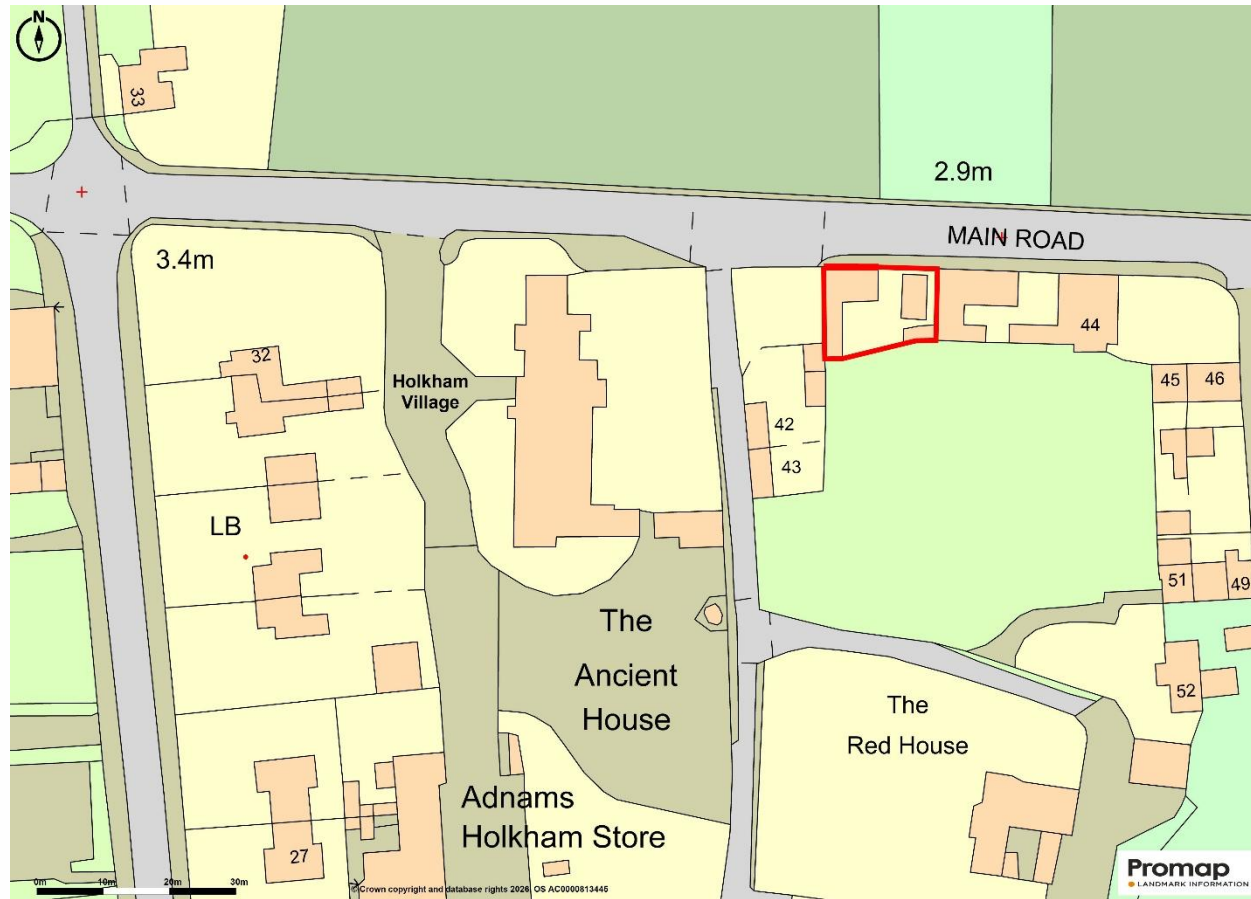 N
33
2.9m
MAIN ROAD
3.4m
44
32
45
46
Holkham
Village
42
43
LB
The
Ancient
House
51
49
52
The
Red House
Adnams
Holkham Store
27
0m
10m
20m
30m
©Crown copyright and database rights 2026. OS AC0000813445
Promap
LANDMARK INFORMATION